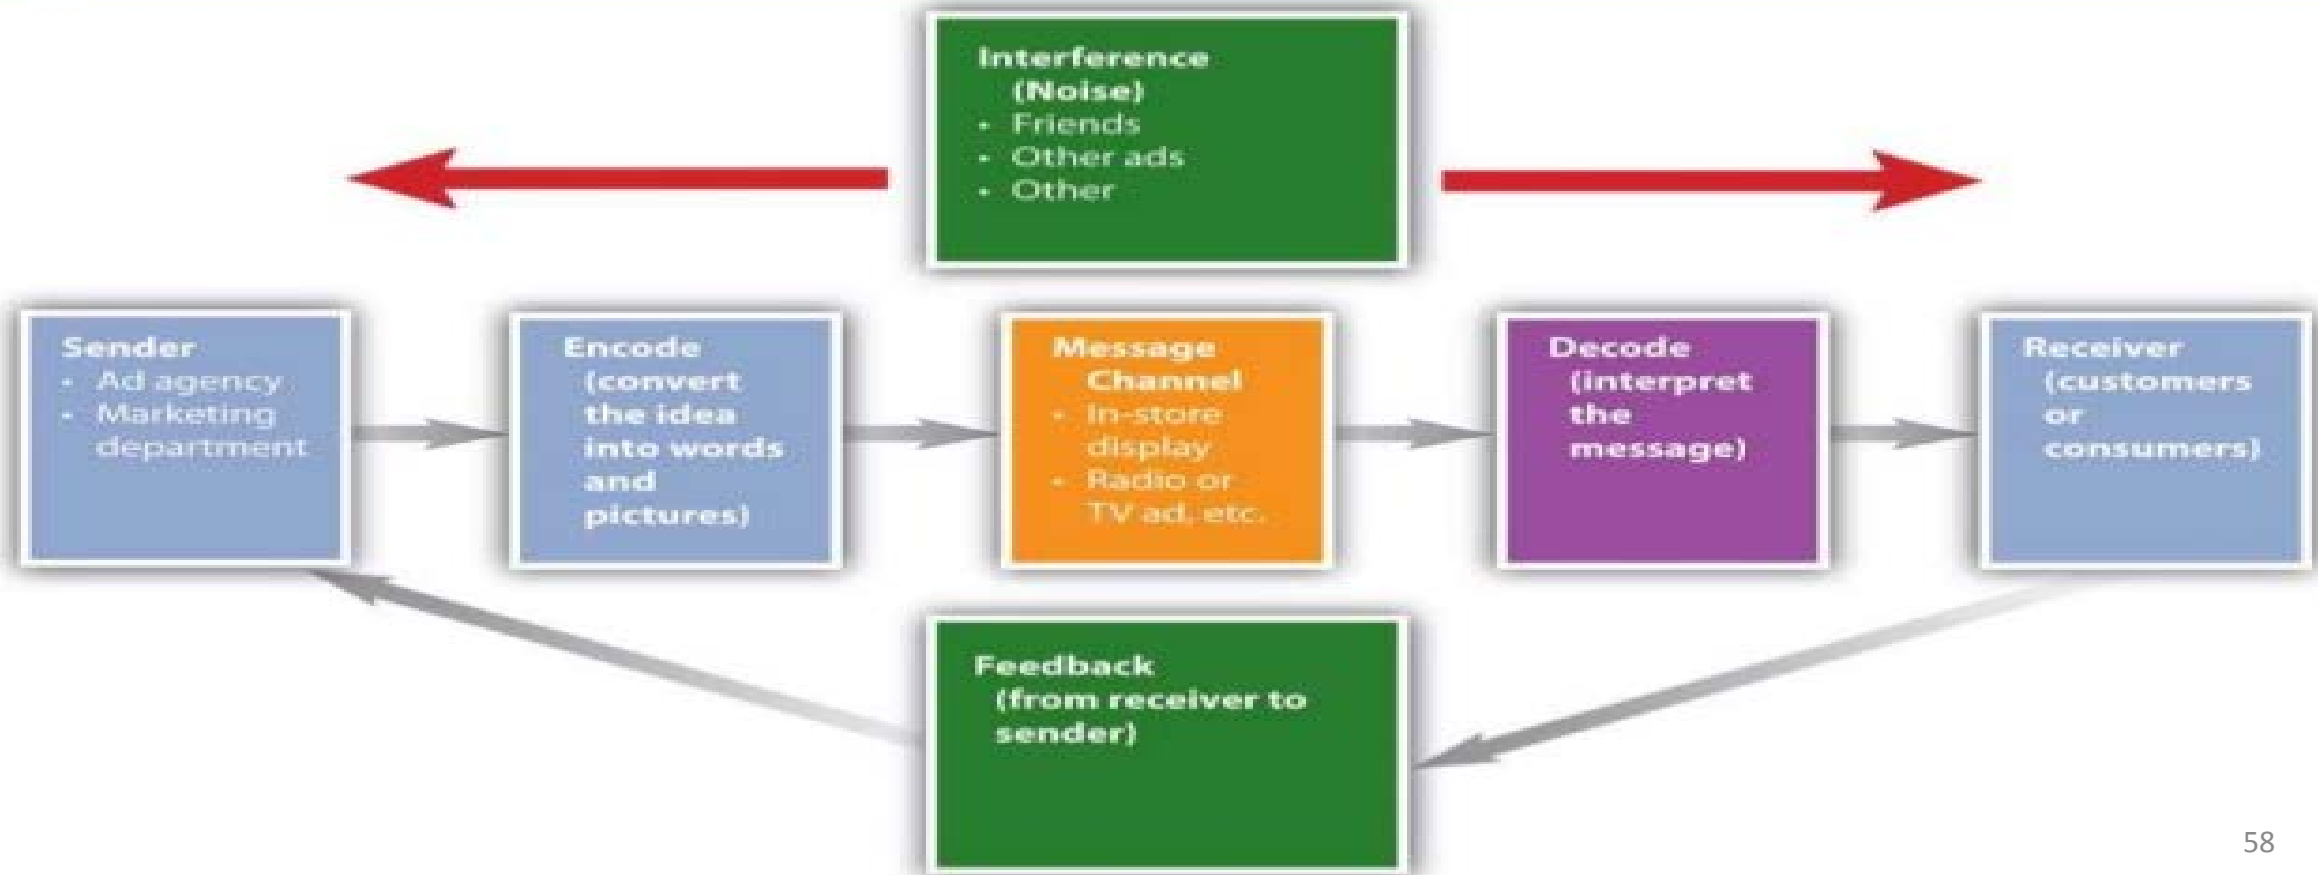 Interference
(Noise)
• Friends
• Other ads
• Other
Sender
• Ad agency
• Marketing
department
Encode
(convert
the idea
into words
and
pictures)
Message
Channel
• In-store
display
• Radio or
TV ad, etc.
Decode
(interpret
the
message)
Receiver
(customers
or
consumers)
Feedback
(from receiver to
sender)
58